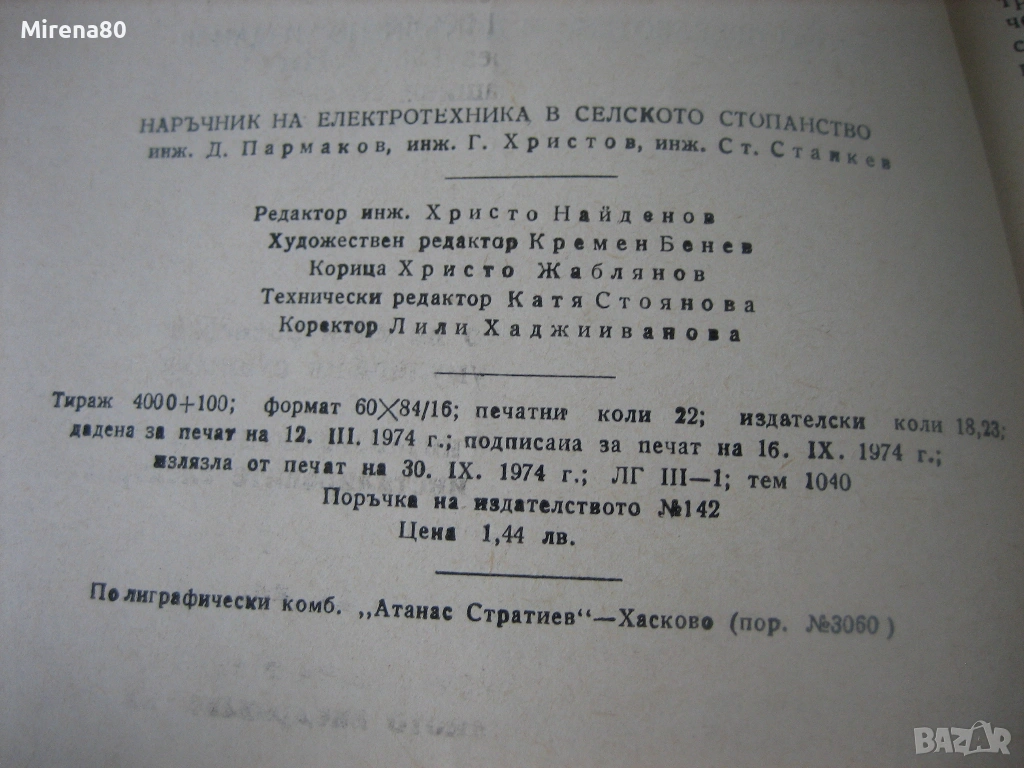 Mirena80
НАРЪЧНИК НА ЕЛЕКТРОТЕХНИКА В СЕЛСКОТО СТОПАНСТВО
инж. Д. Пармаков, инж. Г. Христов, инж. Ст. Станкев
Редактор инж. Христо Найденов
Художествен редактор Кремен Бенев
Корица Христо Жаблянов
Технически редактор Катя Стоянова
Коректор Лили Хаджииванова
Тираж 4000+100; формат 60×84/16; печатни коли 22; издателски коли 18,23;
дадена за печат на 12. III. 1974 г.; подписана за печат на 16. IX. 1974 г.;
излязла от печат на 30. IX. 1974 г.; ЛГ III—1; тем 1040
Поръчка на издателството №142
Цена 1,44 лв.
Полиграфически комб. „Атанас Стратиев“—Хасково (пор. №3060)
BAZAR